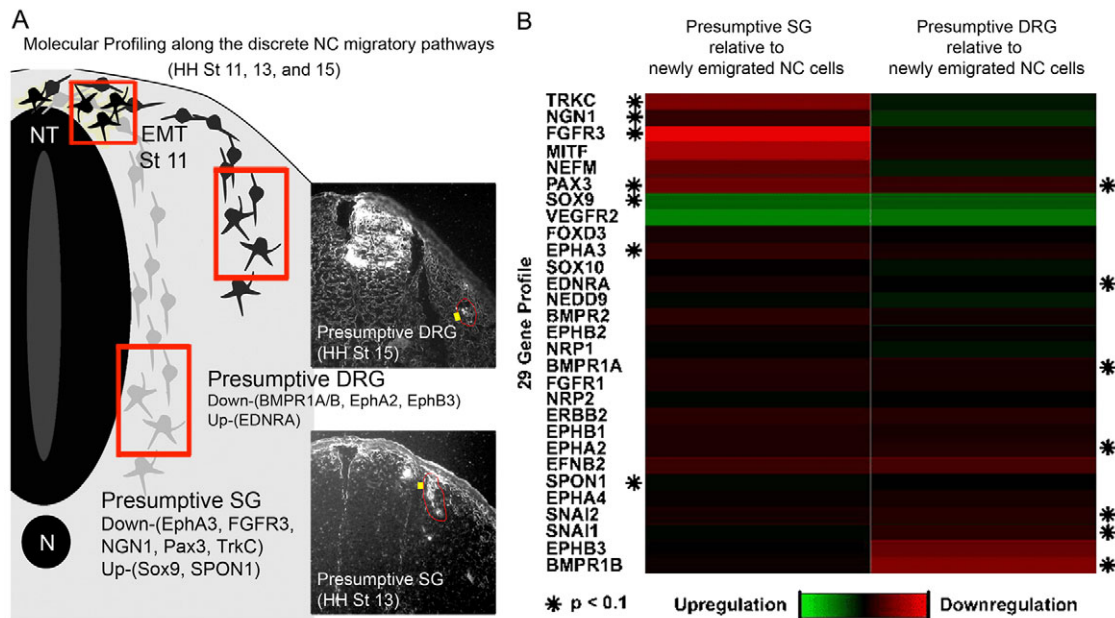 A
Molecular Profiling along the discrete NC migratory pathways
(HH St 11, 13, and 15)
NT
EMT
St 11
Presumptive DRG
(HH St 15)
Presumptive DRG
Down-(BMPR1A/B, EphA2, EphB3)
Up-(EDNRA)
Presumptive SG
Down-(EphA3, FGFR3,
NGN1, Pax3, TrkC)
Up-(Sox9, SPON1)
N
Presumptive SG
(HH St 13)
B
Presumptive SG
relative to
newly emigrated NC cells
Presumptive DRG
relative to
newly emigrated NC cells
29 Gene Profile
TRKC *
NGN1 *
FGFR3 *
MITF
NEFM
PAX3 * *
SOX9 *
VEGFR2
FOXD3
EPHA3 *
SOX10
EDNRA *
NEDD9
BMPR2
EPHB2
NRP1
BMPR1A *
FGFR1
NRP2
ERBB2
EPHB1
EPHA2 *
EFNB2
SPON1 *
EPHA4
SNAI2 *
SNAI1 *
EPHB3
BMPR1B *
* p < 0.1
Upregulation
Downregulation